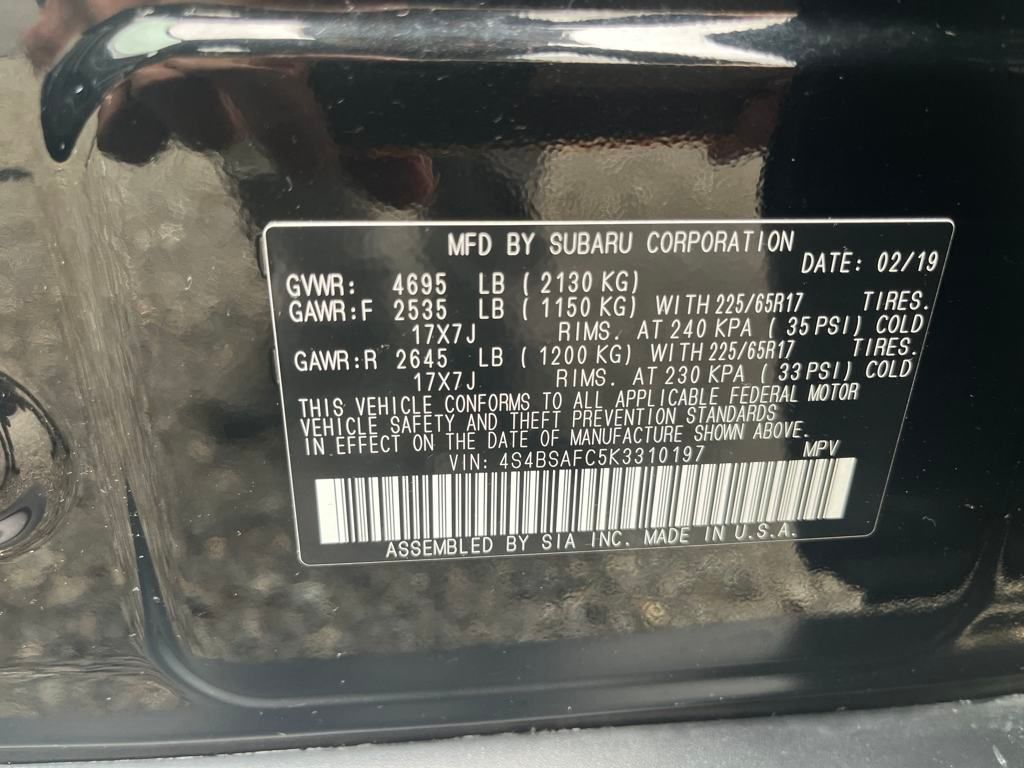 MFD BY SUBARU CORPORATION
DATE: 02/19
GVWR: 4695 LB (2130 KG)
GAWR:F 2535 LB (1150 KG) WITH 225/65R17 TIRES.
17X7J RIMS. AT 240 KPA (35 PSI) COLD
GAWR:R 2645 LB (1200 KG) WITH 225/65R17 TIRES.
17X7J RIMS. AT 230 KPA (33 PSI) COLD
THIS VEHICLE CONFORMS TO ALL APPLICABLE FEDERAL MOTOR
VEHICLE SAFETY AND THEFT PREVENTION STANDARDS
IN EFFECT ON THE DATE OF MANUFACTURE SHOWN ABOVE.
VIN: 4S4BSAFC5K3310197 MPV
ASSEMBLED BY SIA INC. MADE IN U.S.A.